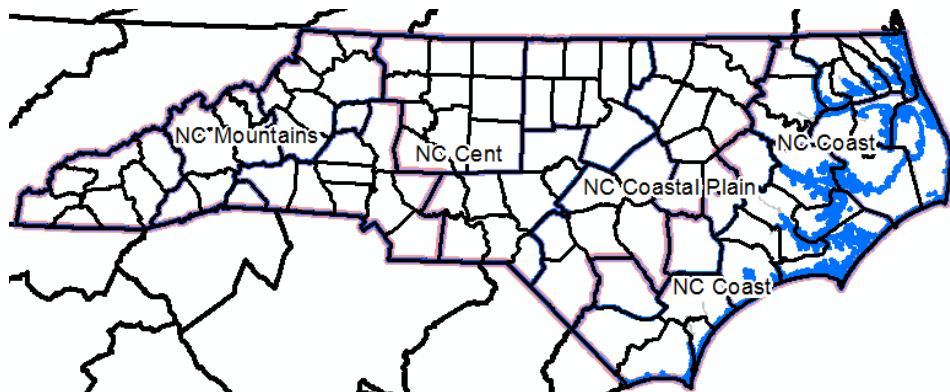 NC Mountains
NC Cent
NC Coast
NC Coastal Plain
NC Coast